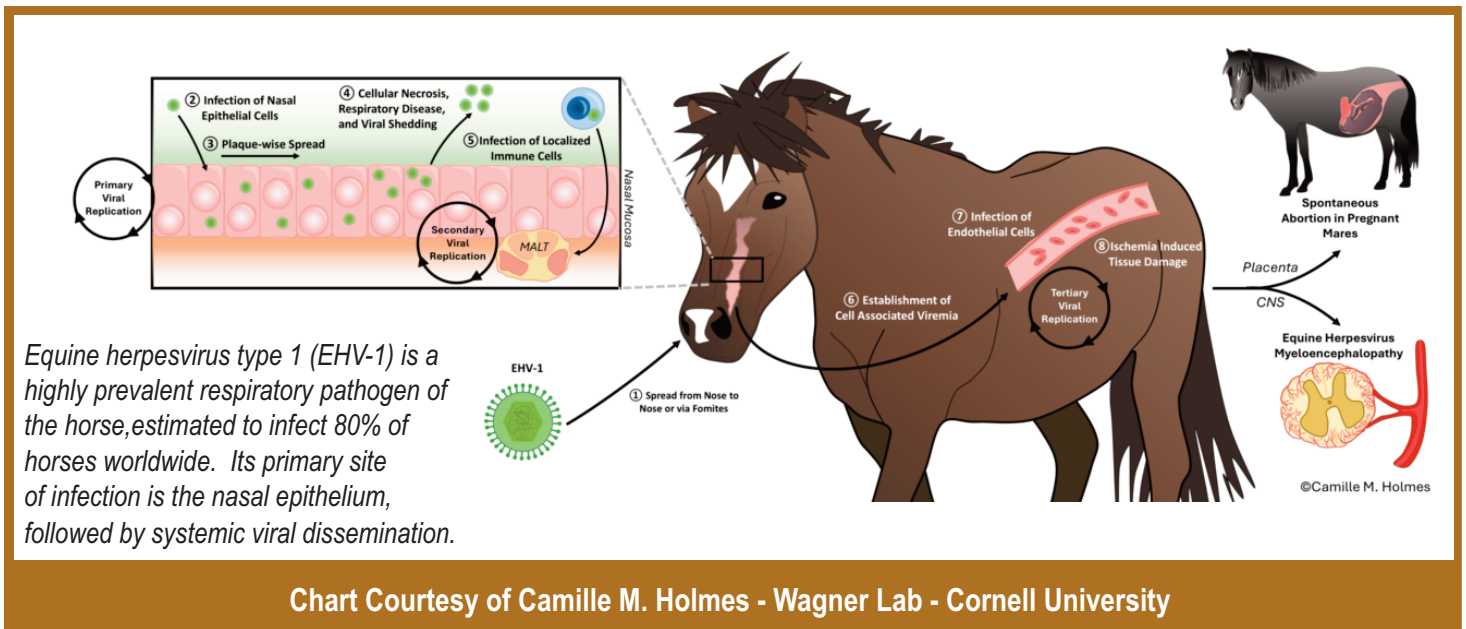 ② Infection of Nasal
Epithelial Cells
③ Plaque-wise Spread
④ Cellular Necrosis,
Respiratory Disease,
and Viral Shedding
⑤Infection of Localized
Immune Cells
Primary
Viral
Replication
Secondary
Viral
Replication
MALT
Nasal Mucosa
Equine herpesvirus type 1 (EHV-1) is a
highly prevalent respiratory pathogen of
the horse,estimated to infect 80% of
horses worldwide.  Its primary site
of infection is the nasal epithelium,
followed by systemic viral dissemination.
EHV-1
① Spread from Nose to
Nose or via Fomites
⑥ Establishment of
Cell Associated Viremia
⑦ Infection of
Endothelial Cells
⑧Ischemia Induced
Tissue Damage
Tertiary
Viral
Replication
Placenta
CNS
Spontaneous
Abortion in Pregnant
Mares
Equine Herpesvirus
Myeloencephalopathy
©Camille M. Holmes
Chart Courtesy of Camille M. Holmes - Wagner Lab - Cornell University